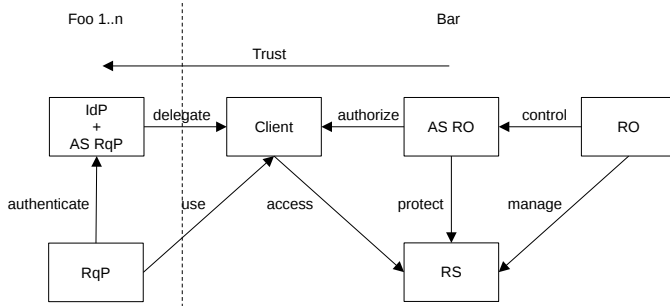 Foo 1..n
Bar
Trust
IdP
+
AS RqP
delegate
Client
authorize
AS RO
control
RO
authenticate
use
access
protect
manage
RqP
RS